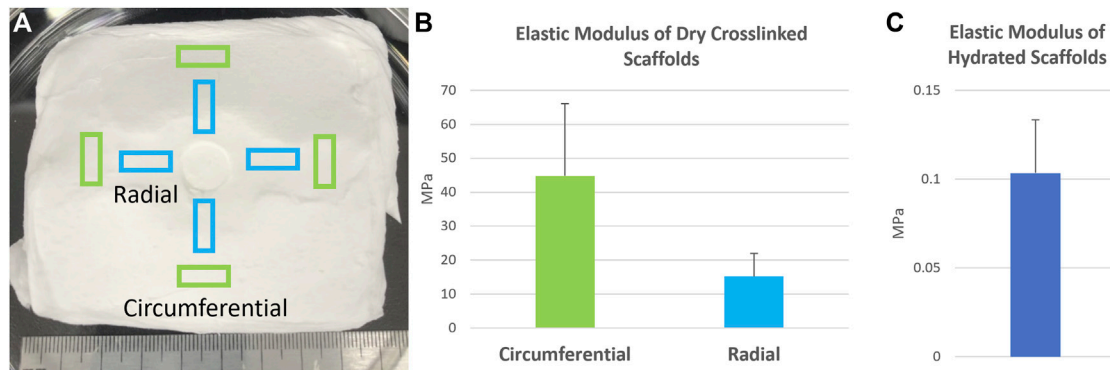 A
Radial
Circumferential
B
Elastic Modulus of Dry Crosslinked
Scaffolds
MPa
70
60
50
40
30
20
10
0
Circumferential
Radial
C
Elastic Modulus of
Hydrated Scaffolds
MPa
0.15
0.1
0.05
0